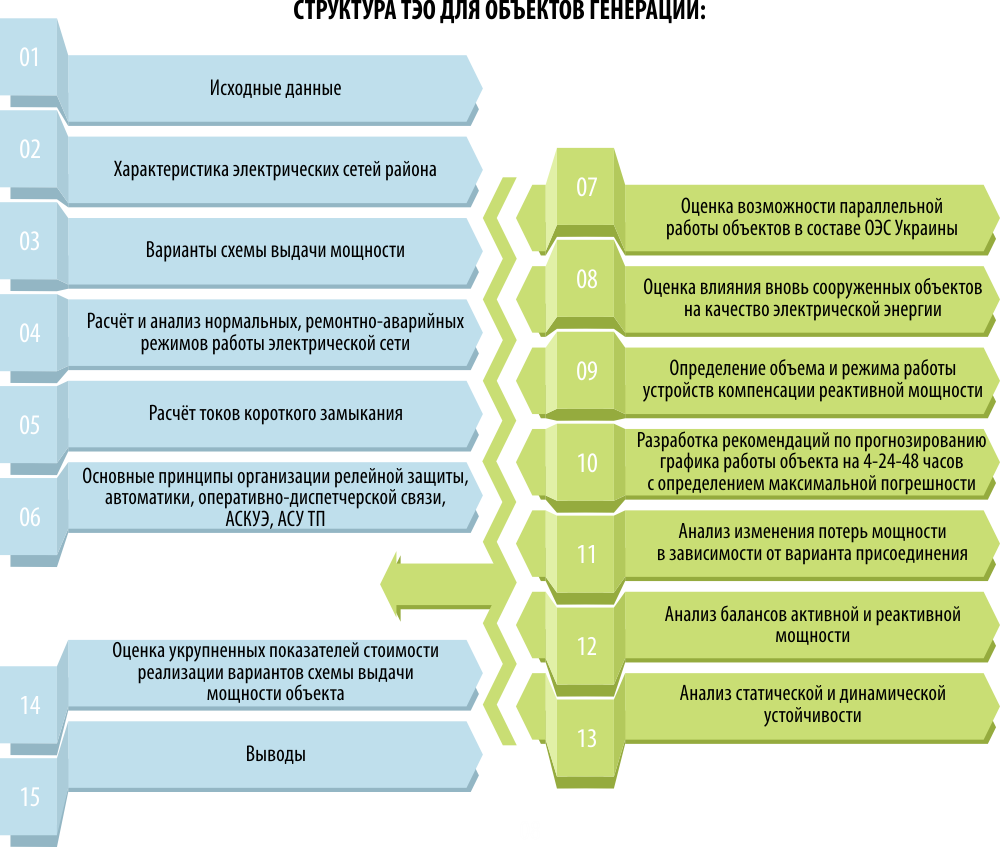 СТРУКТУРА ТЭО ДЛЯ ОБЪЕКТОВ ГЕНЕРАЦИИ:
01
Исходные данные
02
Характеристика электрических сетей района
03
Варианты схемы выдачи мощности
04
Расчёт и анализ нормальных, ремонтно-аварийных
режимов работы электрической сети
05
Расчёт токов короткого замыкания
06
Основные принципы организации релейной защиты,
автоматики, оперативно-диспетчерской связи,
АСКУЭ, АСУ ТП
07
Оценка возможности параллельной
работы объектов в составе ОЭС Украины
08
Оценка влияния вновь сооруженных объектов
на качество электрической энергии
09
Определение объема и режима работы
устройств компенсации реактивной мощности
10
Разработка рекомендаций по прогнозированию
графика работы объекта на 4-24-48 часов
с определением максимальной погрешности
11
Анализ изменения потерь мощности
в зависимости от варианта присоединения
12
Анализ балансов активной и реактивной
мощности
13
Анализ статической и динамической
устойчивости
14
Оценка укрупненных показателей стоимости
реализации вариантов схемы выдачи
мощности объекта
15
Выводы